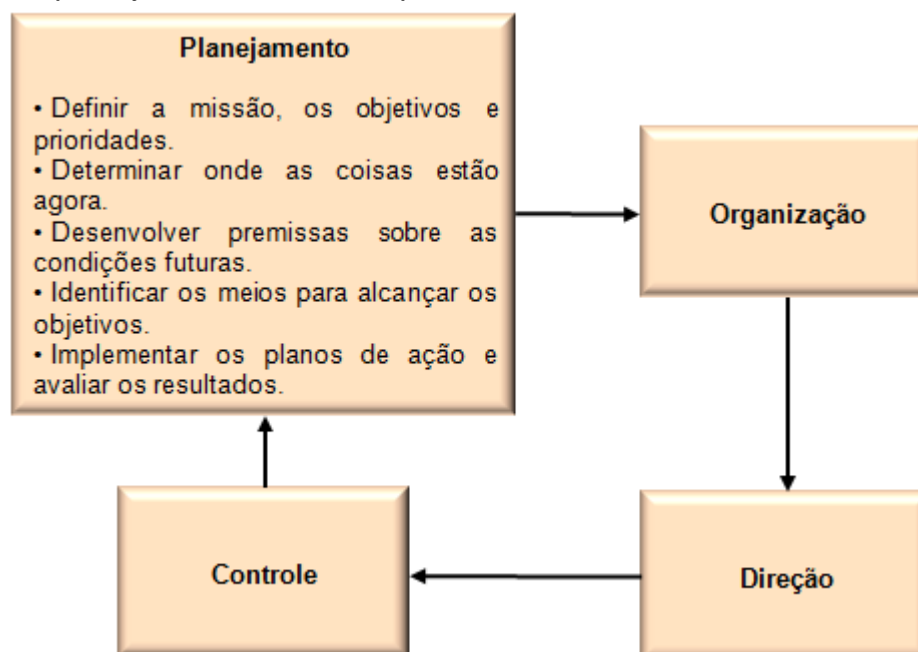 Planejamento
• Definir a missão, os objetivos e
prioridades.
• Determinar onde as coisas estão
agora.
• Desenvolver premissas sobre as
condições futuras.
• Identificar os meios para alcançar os
objetivos.
• Implementar os planos de ação e
avaliar os resultados.
Organização
Controle
Direção